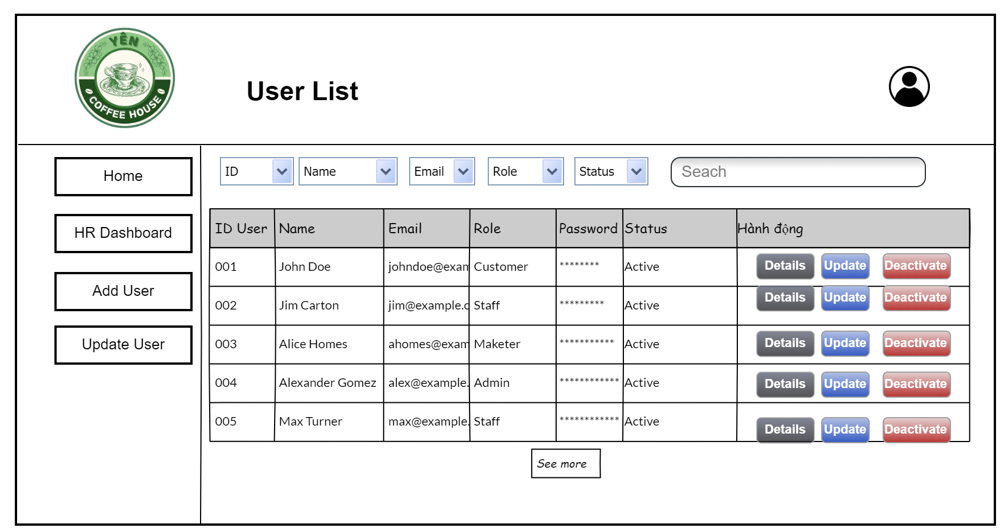 YÊN
COFFEE HOUSE
User List
Home
HR Dashboard
Add User
Update User
ID Name Email Role Status Seach
ID User Name Email Role Password Status Hành động
001 John Doe johndoe@exam Customer ******** Active Details Update Deactivate
002 Jim Carton jim@example.c Staff ********* Active Details Update Deactivate
003 Alice Homes ahomes@exam Maketer *********** Active Details Update Deactivate
004 Alexander Gomez alex@example. Admin ************ Active Details Update Deactivate
005 Max Turner max@example. Staff ************ Active Details Update Deactivate
See more